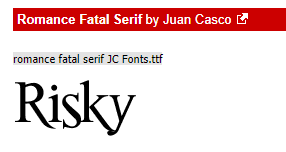 Romance Fatal Serif by Juan Casco
romance fatal serif JC Fonts.ttf
Risky